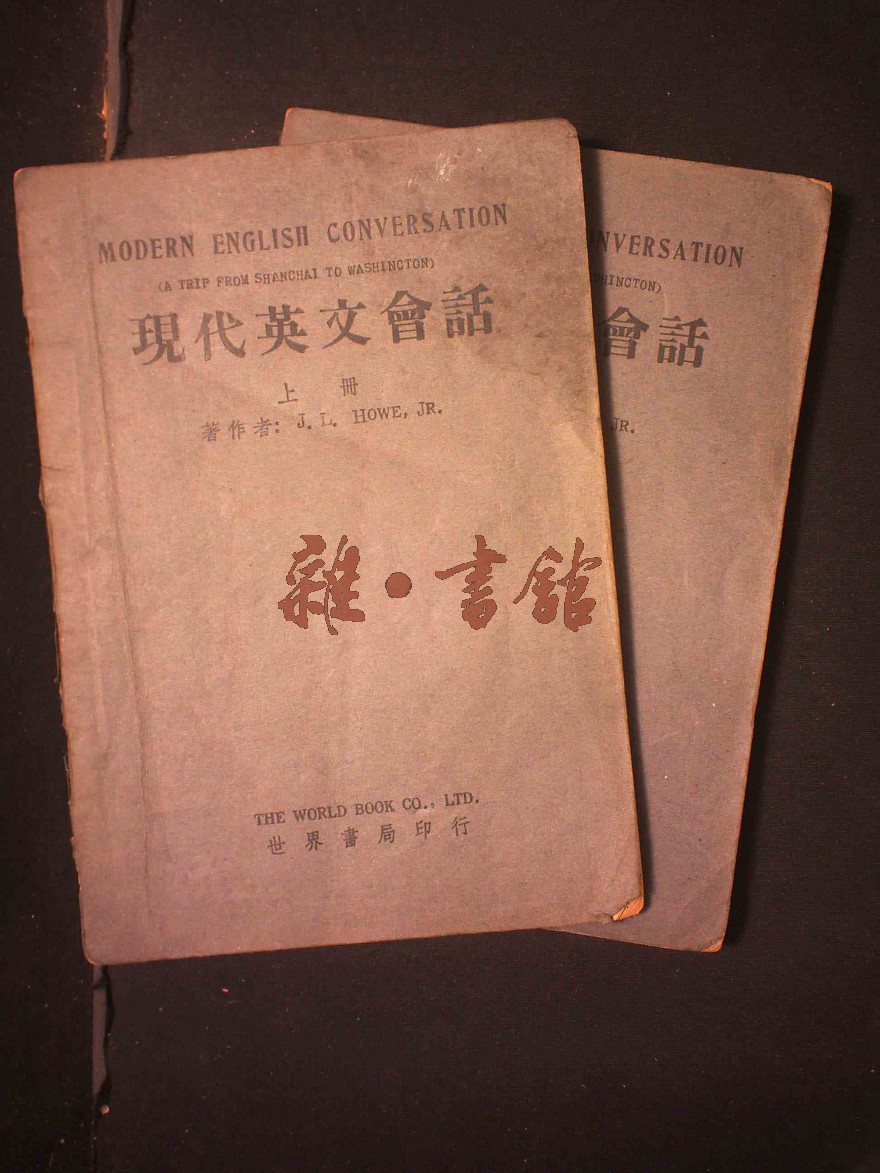 MODERN ENGLISH CONVERSATION
(A TRIP FROM SHANGHAI TO WASHINGTON)
現代英文會話
上冊
著作者: J. L. HOWE, JR.
THE WORLD BOOK CO., LTD.
世界書局印行
雜·書館
NVERSATION
HINGTON)
會話
JR.